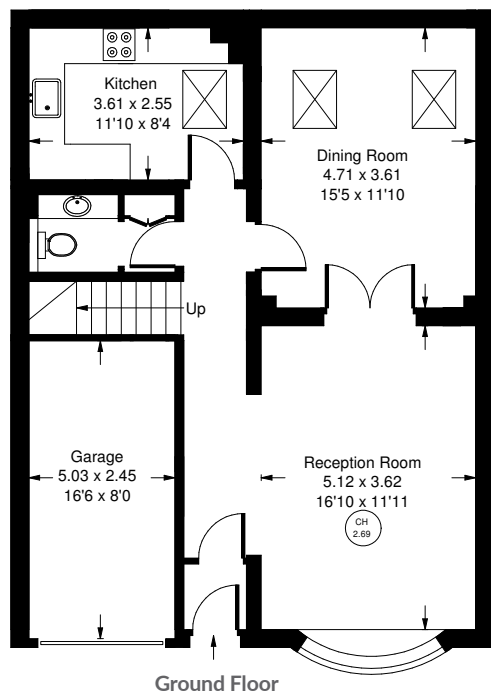 Kitchen
3.61 x 2.55
11'10 x 8'4
Dining Room
4.71 x 3.61
15'5 x 11'10
Up
Garage
5.03 x 2.45
16'6 x 8'0
Reception Room
5.12 x 3.62
16'10 x 11'11
CH
2.69
Ground Floor